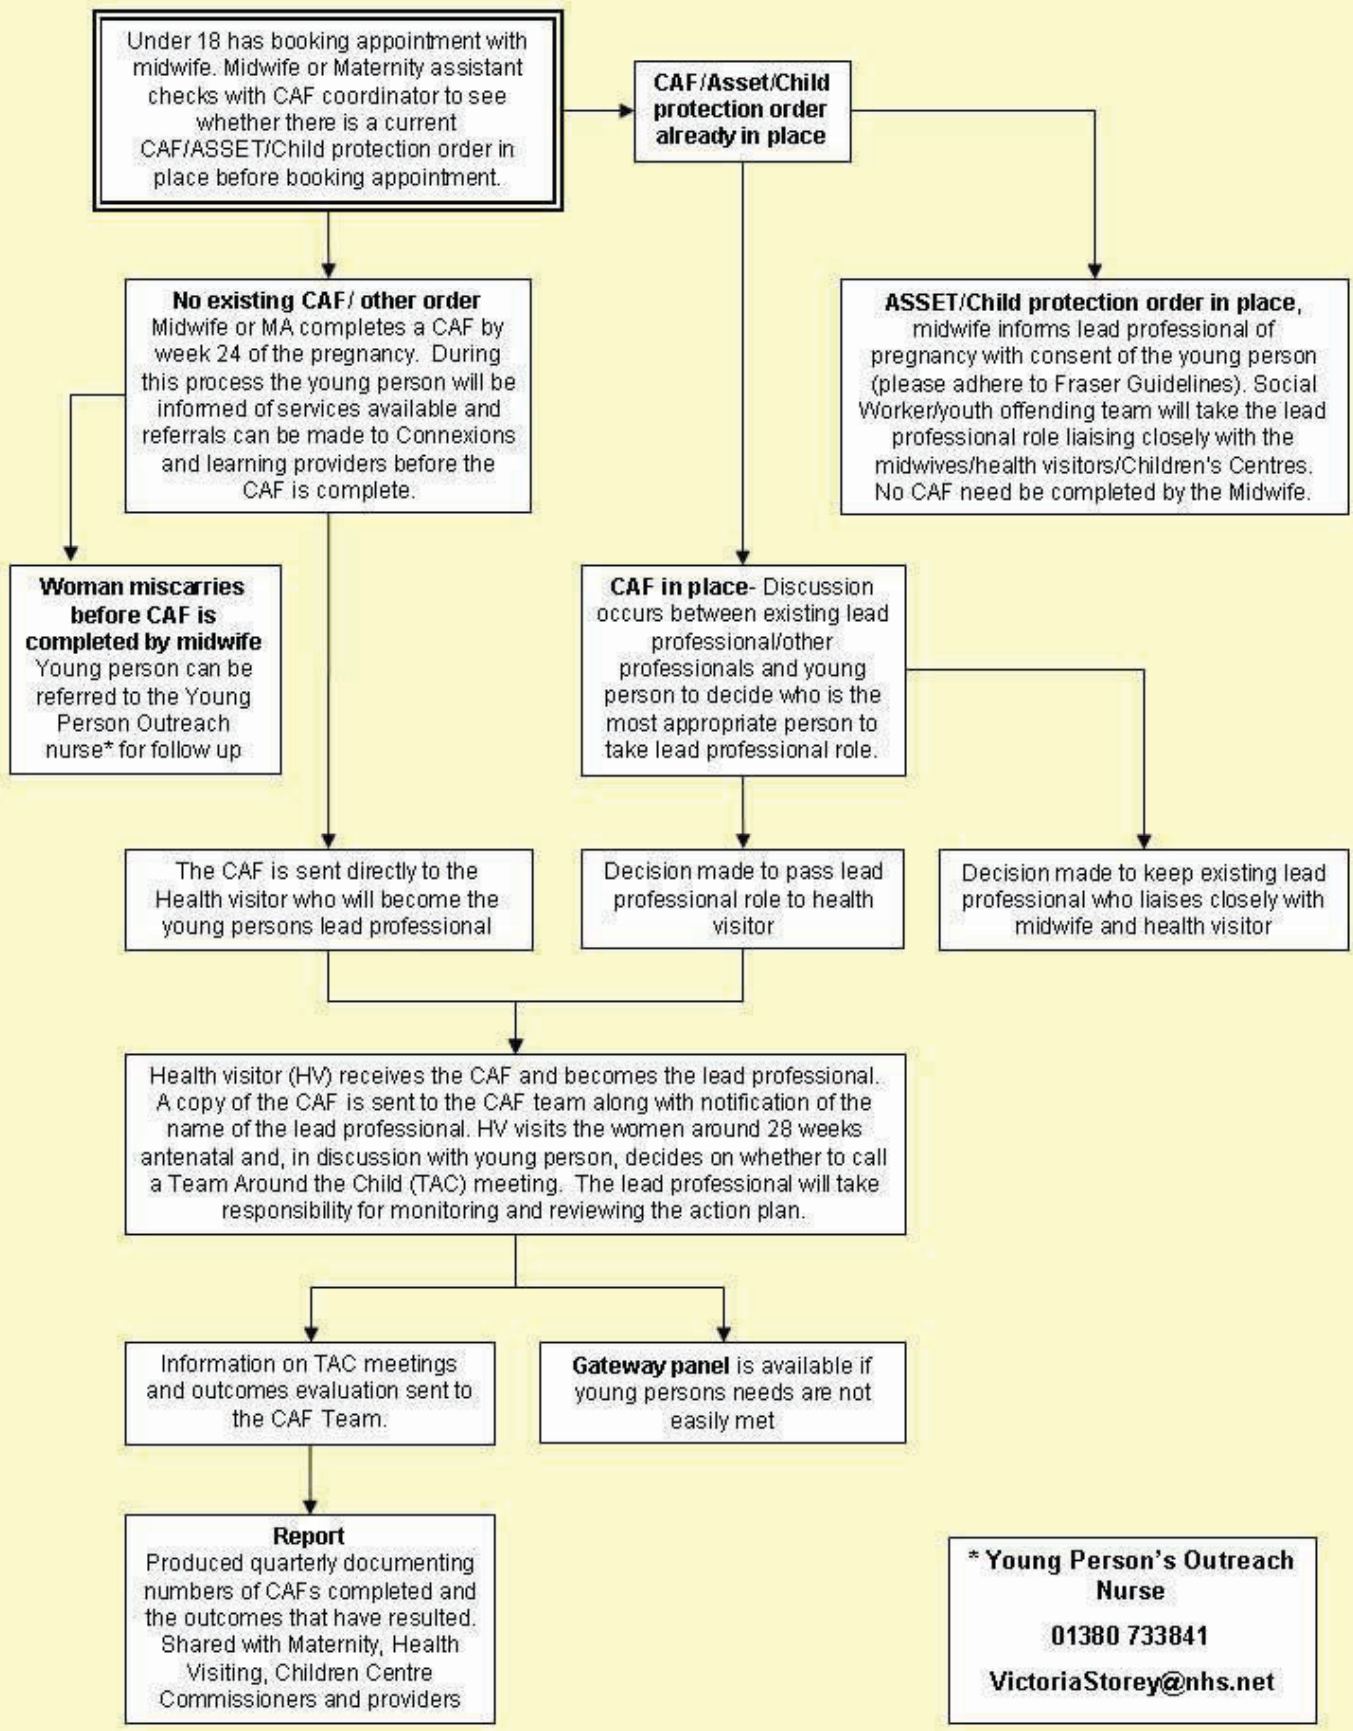 Under 18 has booking appointment with
midwife. Midwife or Maternity assistant
checks with CAF coordinator to see
whether there is a current
CAF/ASSET/Child protection order in
place before booking appointment.
CAF/Asset/Child
protection order
already in place
No existing CAF/ other order
Midwife or MA completes a CAF by
week 24 of the pregnancy. During
this process the young person will be
informed of services available and
referrals can be made to Connexions
and learning providers before the
CAF is complete.
ASSET/Child protection order in place,
midwife informs lead professional of
pregnancy with consent of the young person
(please adhere to Fraser Guidelines). Social
Worker/youth offending team will take the lead
professional role liaising closely with the
midwives/health visitors/Children's Centres.
No CAF need be completed by the Midwife.
Woman miscarries
before CAF is
completed by midwife
Young person can be
referred to the Young
Person Outreach
nurse* for follow up
CAF in place- Discussion
occurs between existing lead
professional/other
professionals and young
person to decide who is the
most appropriate person to
take lead professional role.
The CAF is sent directly to the
Health visitor who will become the
young persons lead professional
Decision made to pass lead
professional role to health
visitor
Decision made to keep existing lead
professional who liaises closely with
midwife and health visitor
Health visitor (HV) receives the CAF and becomes the lead professional.
A copy of the CAF is sent to the CAF team along with notification of the
name of the lead professional. HV visits the women around 28 weeks
antenatal and, in discussion with young person, decides on whether to call
a Team Around the Child (TAC) meeting. The lead professional will take
responsibility for monitoring and reviewing the action plan.
Information on TAC meetings
and outcomes evaluation sent to
the CAF Team.
Gateway panel is available if
young persons needs are not
easily met
Report
Produced quarterly documenting
numbers of CAFs completed and
the outcomes that have resulted.
Shared with Maternity, Health
Visiting, Children Centre
Commissioners and providers
* Young Person's Outreach
Nurse
01380 733841
VictoriaStorey@nhs.net